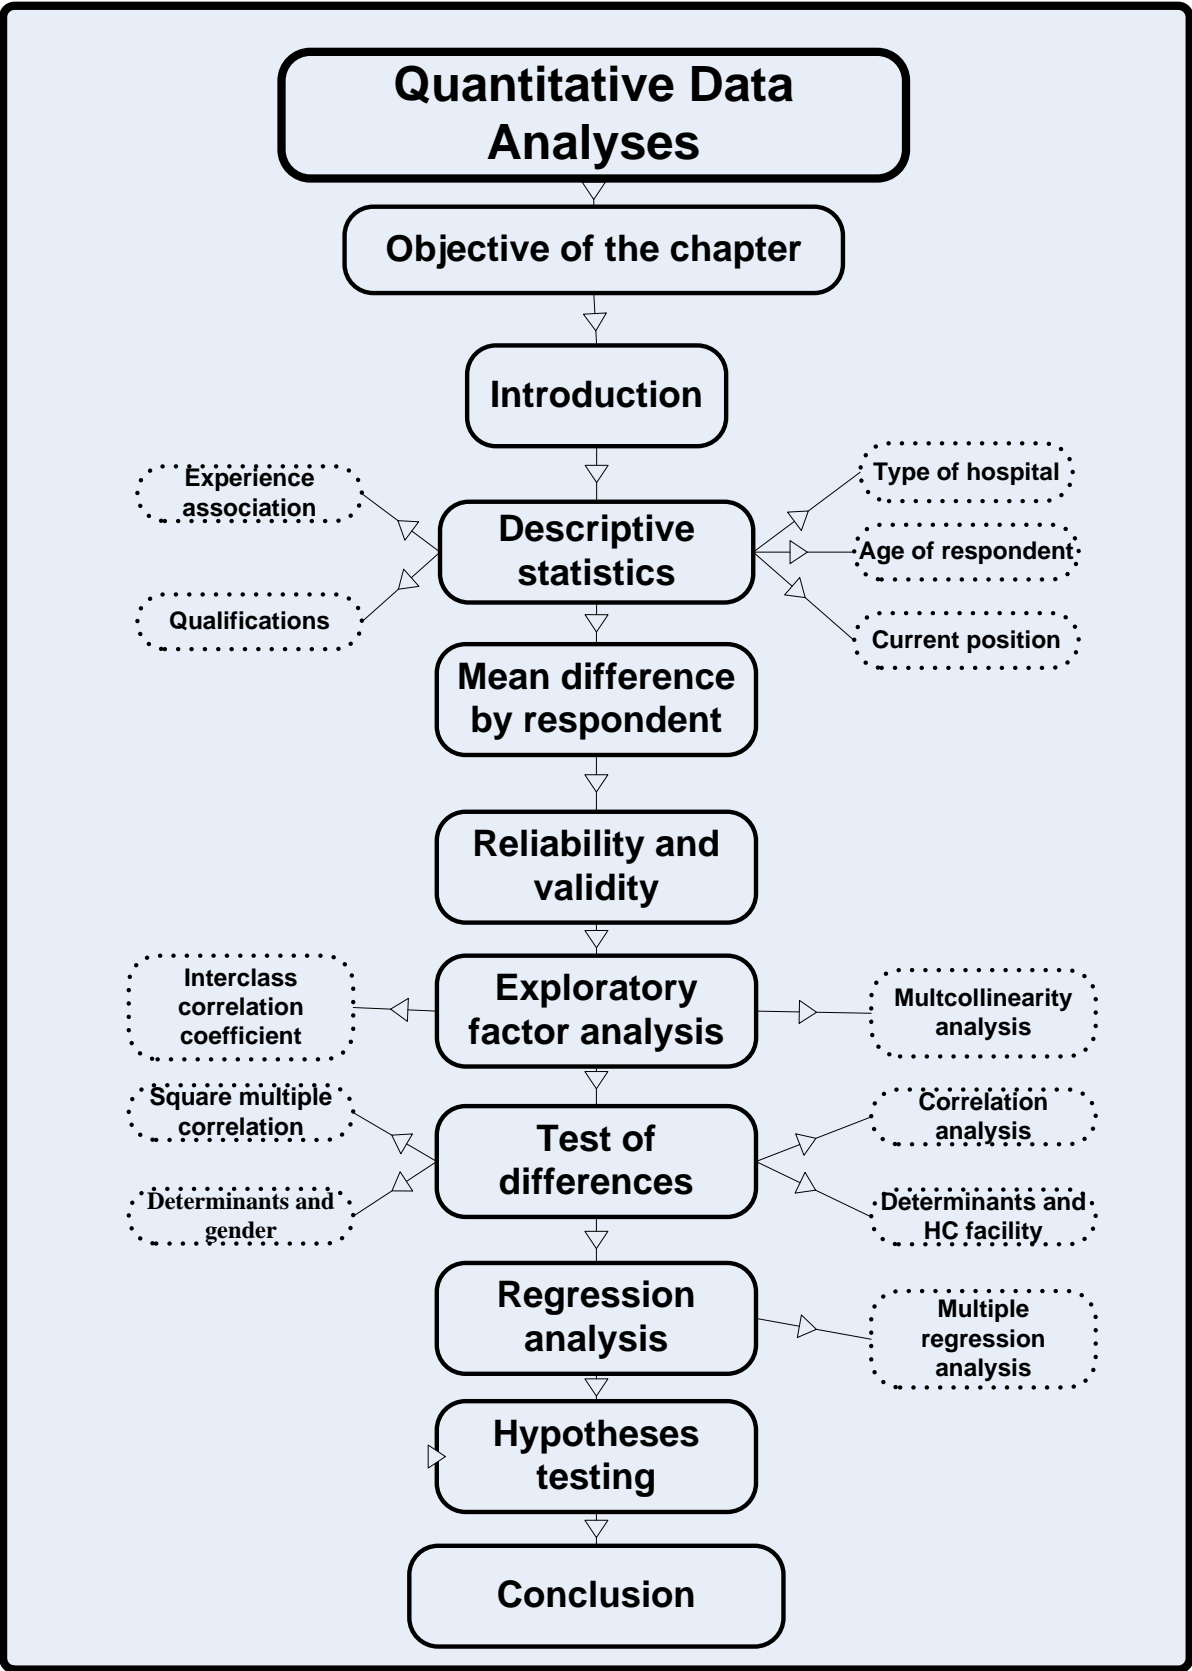 Quantitative Data
Analyses
Objective of the chapter
Introduction
Experience
association
Type of hospital
Descriptive
statistics
Age of respondent
Qualifications
Current position
Mean difference
by respondent
Reliability and
validity
Interclass
correlation
coefficient
Exploratory
factor analysis
Multcollinearity
analysis
Square multiple
correlation
Correlation
analysis
Test of
differences
Determinants and
gender
Determinants and
HC facility
Regression
analysis
Multiple
regression
analysis
Hypotheses
testing
Conclusion